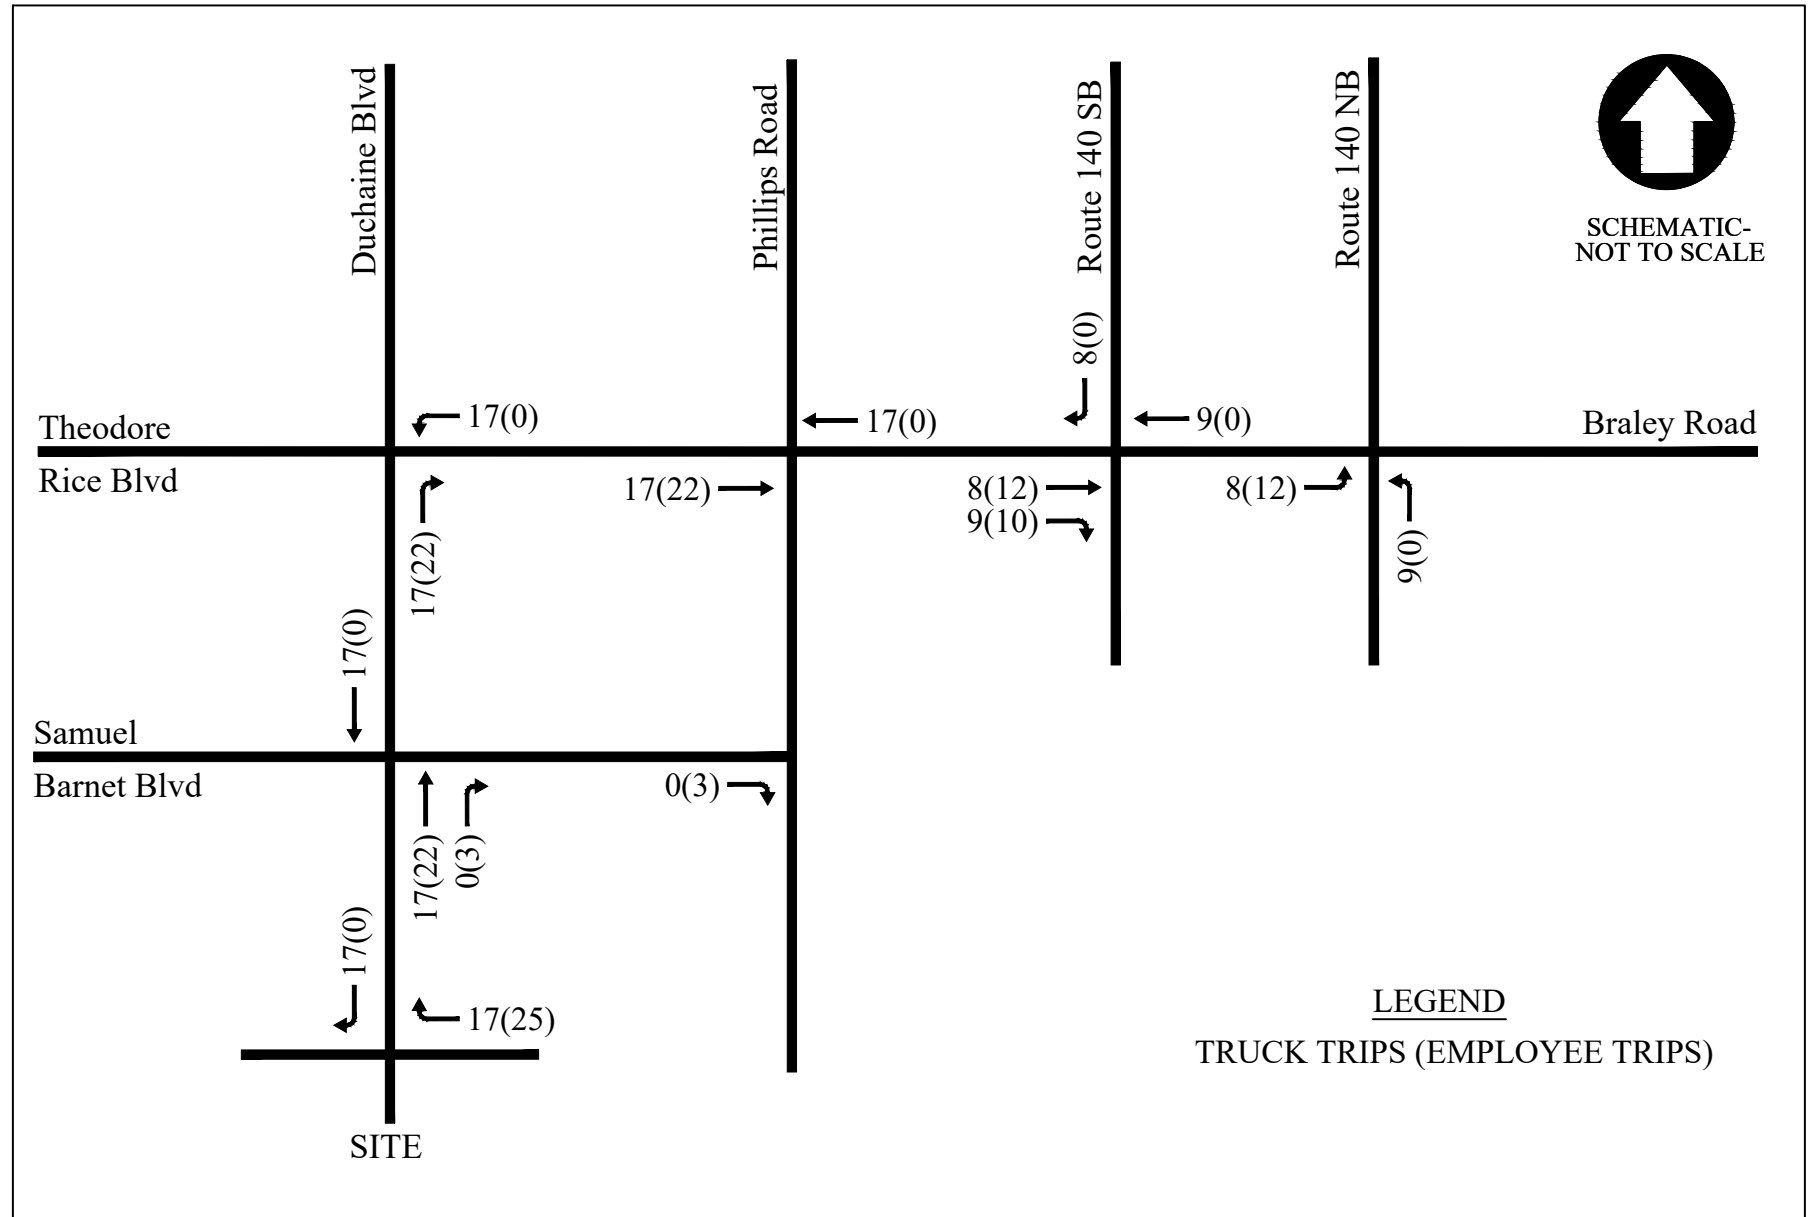 Duchaine Blvd
Phillips Road
Route 140 SB
Route 140 NB
SCHEMATIC-
NOT TO SCALE
8(0)
Theodore
Rice Blvd
17(0)
17(0)
9(0)
Braley Road
17(22)
17(22)
8(12)
9(10)
8(12)
9(0)
17(0)
Samuel
Barnet Blvd
0(3)
17(22)
0(3)
17(0)
17(25)
SITE
LEGEND
TRUCK TRIPS (EMPLOYEE TRIPS)